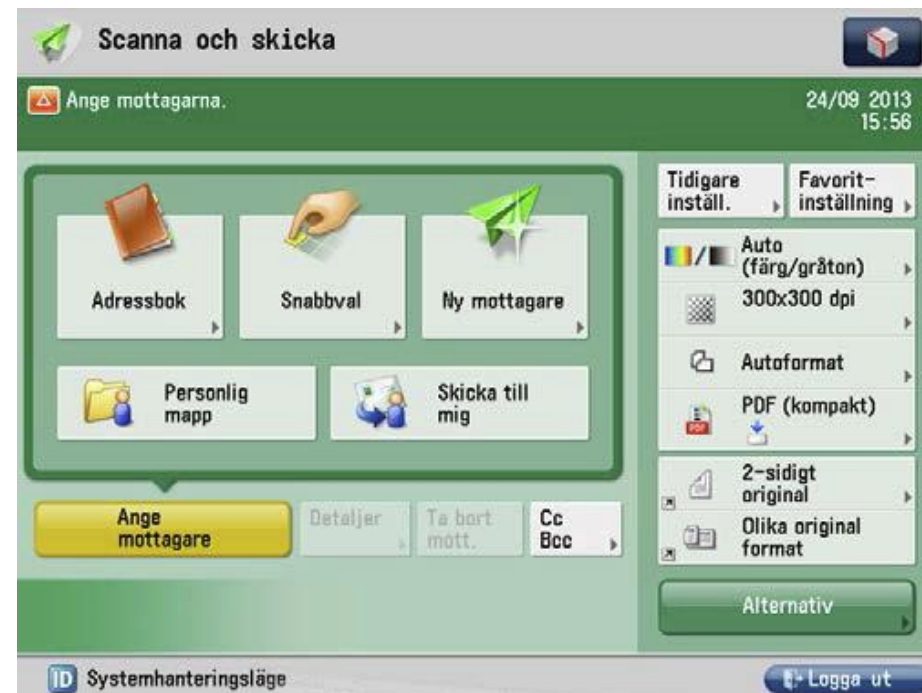 Scanna och skicka
Ange mottagarna.
24/09 2013
15:56
Adressbok
Snabbval
Ny mottagare
Personlig
mapp
Skicka till
mig
Ange
mottagare
Detaljer
Ta bort
mott.
Cc
Bcc
Tidigare
inställ.
Favorit-
inställning
Auto
(färg/gråton)
300x300 dpi
Autoformat
PDF (kompakt)
PDF
2-sidigt
original
Olika original
format
Alternativ
ID Systemhanteringsläge
Logga ut